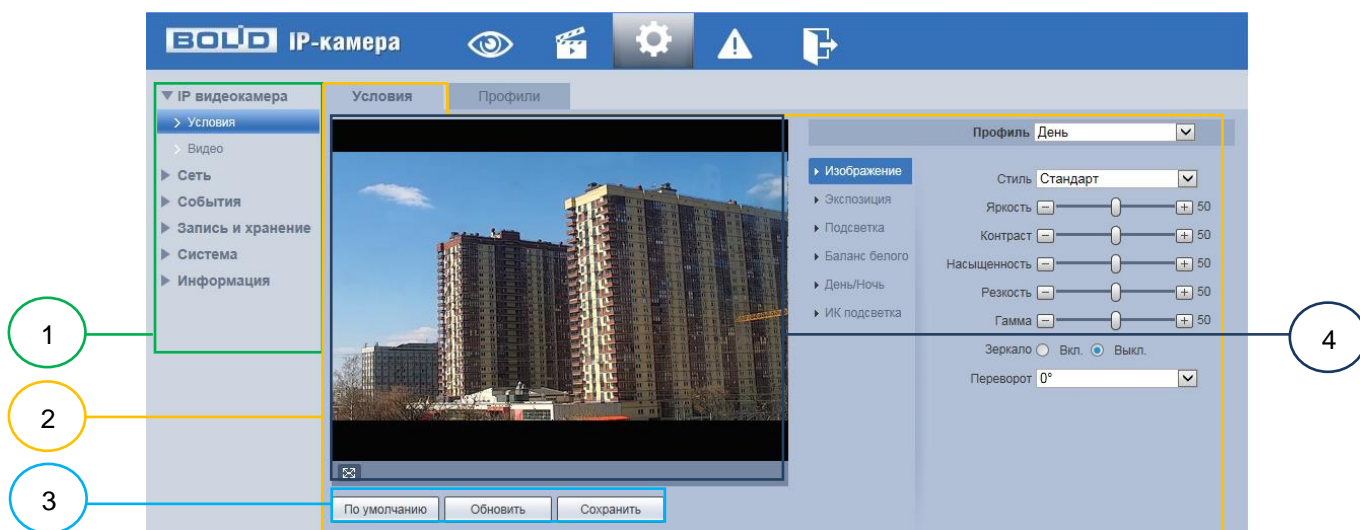 BOLID IP-камера
IP видеокамера
Условия
Видео
Сеть
События
Запись и хранение
Система
Информация
Условия
Профили
Профиль День
Изображение
Экспозиция
Подсветка
Баланс белого
День/Ночь
ИК подсветка
Стиль Стандарт
Яркость 50
Контраст 50
Насыщенность 50
Резкость 50
Гамма 50
Зеркало Вкл. Выкл.
Переворот 0°
По умолчанию
Обновить
Сохранить
1
2
3
4